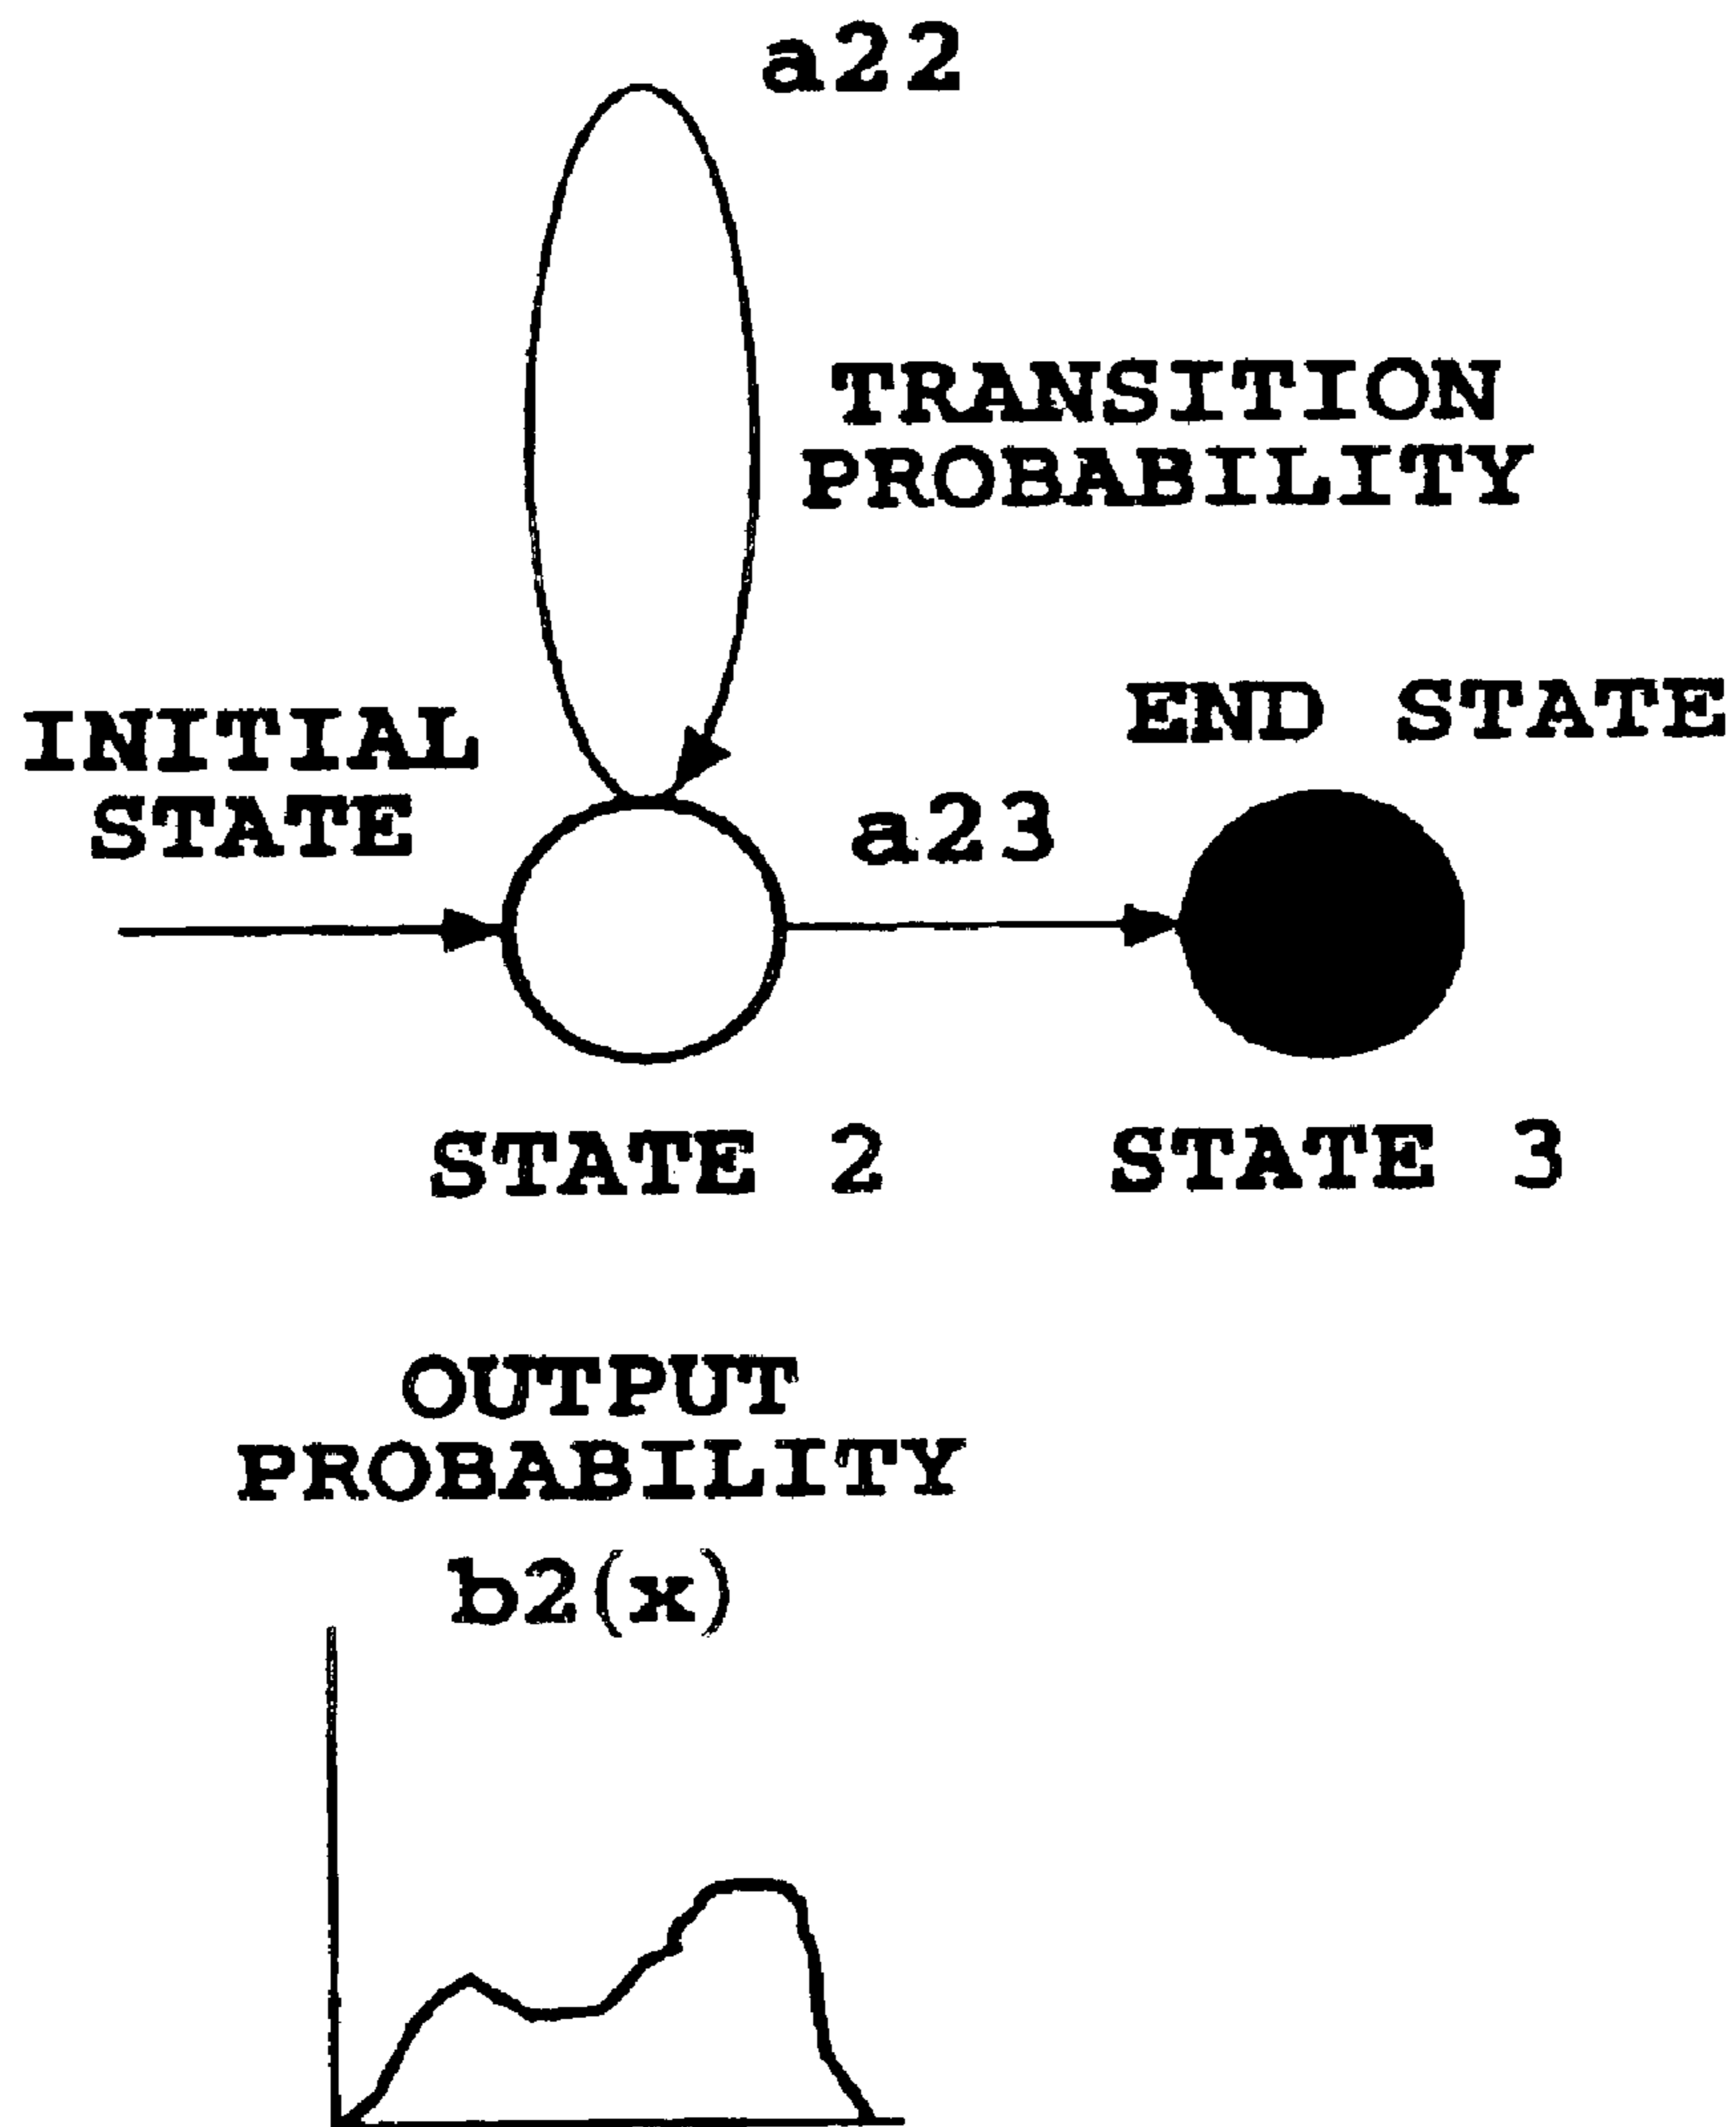 a22
TRANSITION
PROBABILITY
INITIAL
STATE
END STATE
a23
STATE 2
STATE 3
OUTPUT
PROBABILITY
b2(x)